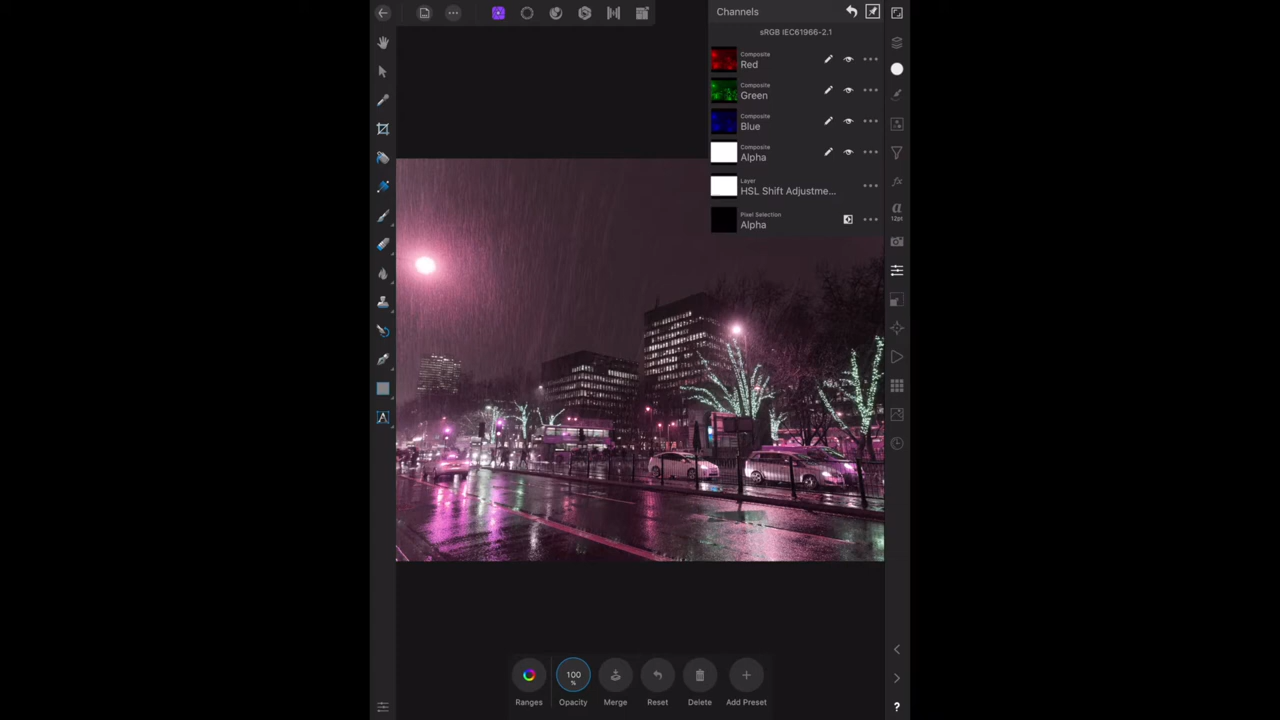 Channels
sRGB IEC61966-2.1
Composite
Red
Composite
Green
Composite
Blue
Composite
Alpha
Layer
HSL Shift Adjustme...
Pixel Selection
Alpha
a
12pt
A
100
%
Ranges
Opacity
Merge
Reset
Delete
Add Preset
?